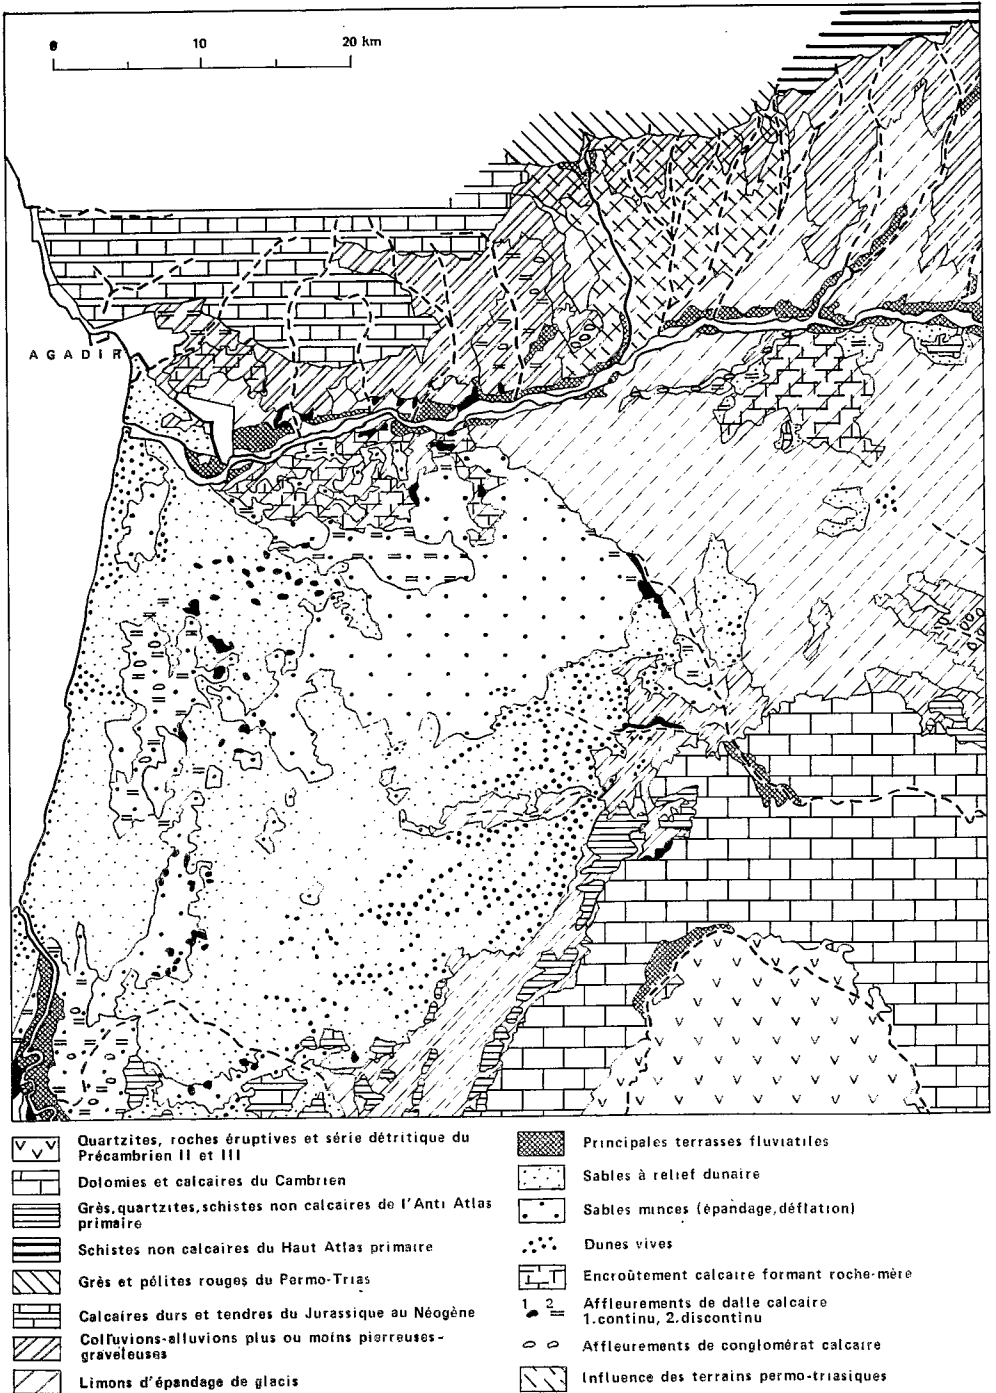 0 10 20 km
AGADIR
Quartzites, roches éruptives et série détritique du
Précambrien II et III
Dolomies et calcaires du Cambrien
Grès, quartzites, schistes non calcaires de l'Anti Atlas
primaire
Schistes non calcaires du Haut Atlas primaire
Grès et pélites rouges du Permo-Trias
Calcaires durs et tendres du Jurassique au Néogène
Colluvions-alluvions plus ou moins pierreuses-
graveleuses
Limons d'épandage de glacis
Principales terrasses fluviatiles
Sables à relief dunaire
Sables minces (épandage, déflation)
Dunes vives
Encroûtement calcaire formant roche-mère
1 2 Affleurements de dalle calcaire
1.continu, 2.discontinu
Affleurements de conglomérat calcaire
Influence des terrains permo-triasiques